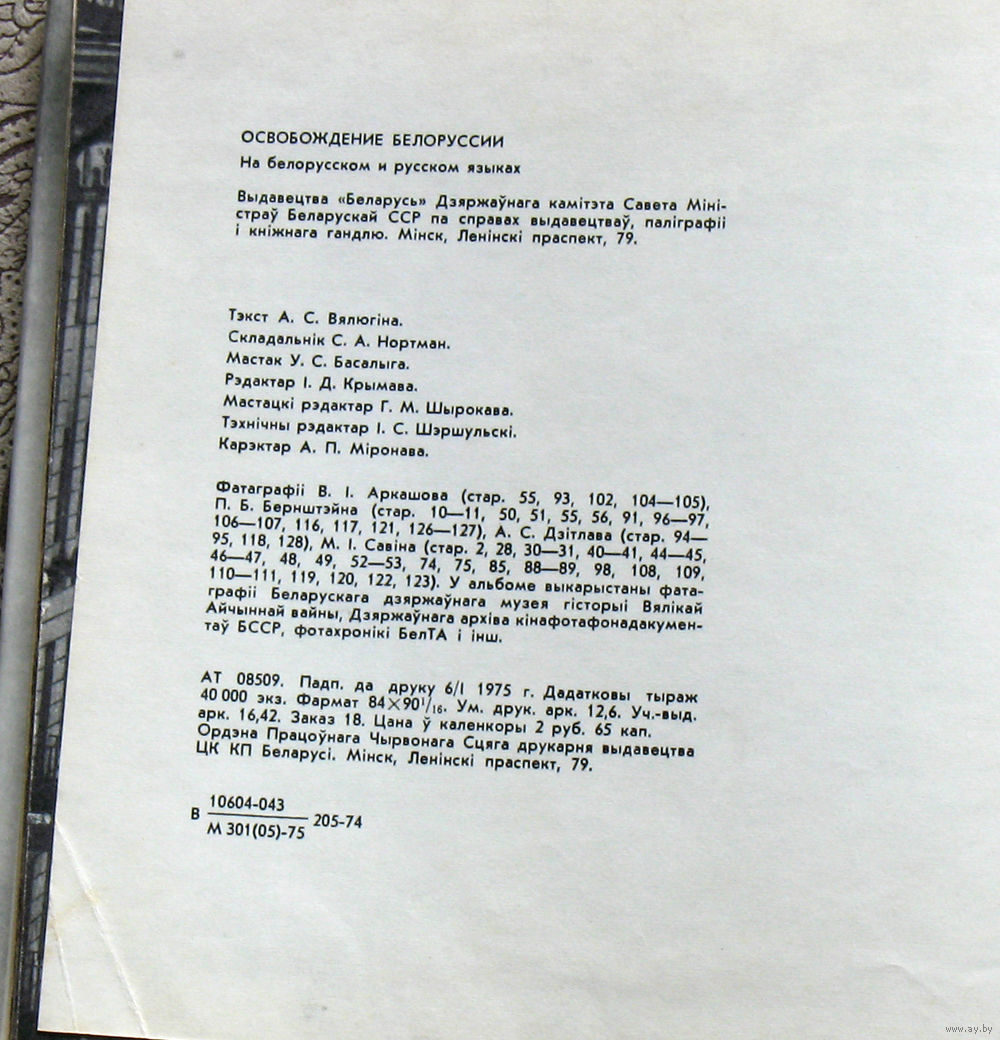 ОСВОБОЖДЕНИЕ БЕЛОРУССИИ
На белорусском и русском языках
Выдавецтва «Беларусь» Дзяржаўнага камітэта Савета Міні-
страў Беларускай ССР па справах выдавецтваў, паліграфіі
і кніжнага гандлю. Мінск, Ленінскі праспект, 79.
Тэкст А. С. Вялюгіна.
Складальнік С. А. Нортман.
Мастак У. С. Басалыга.
Рэдактар І. Д. Крымава.
Мастацкі рэдактар Г. М. Шырокава.
Тэхнічны рэдактар І. С. Шэршульскі.
Карэктар А. П. Міронава.
Фатаграфіі В. І. Аркашова (стар. 55, 93, 102, 104—105),
П. Б. Бернштэйна (стар. 10—11, 50, 51, 55, 56, 91, 96—97,
106—107, 116, 117, 121, 126—127), А. С. Дзітлава (стар. 94—
95, 118, 128), М. І. Савіна (стар. 2, 28, 30—31, 40—41, 44—45,
46—47, 48, 49, 52—53, 74, 75, 85, 88—89, 98, 108, 109,
110—111, 119, 120, 122, 123). У альбоме выкарыстаны фата-
графіі Беларускага дзяржаўнага музея гісторыі Вялікай
Айчыннай вайны, Дзяржаўнага архіва кінафотафонадакумен-
таў БССР, фотахронікі БелТА і інш.
АТ 08509. Падп. да друку 6/I 1975 г. Дадатковы тыраж
40 000 экз. Фармат 84×90¹/₁₆. Ум. друк. арк. 12,6. Уч.-выд.
арк. 16,42. Заказ 18. Цана ў каленкоры 2 руб. 65 кап.
Ордэна Працоўнага Чырвонага Сцяга друкарня выдавецтва
ЦК КП Беларусі. Мінск, Ленінскі праспект, 79.
В 10604-043
М 301(05)-75 205-74
www.ay.by